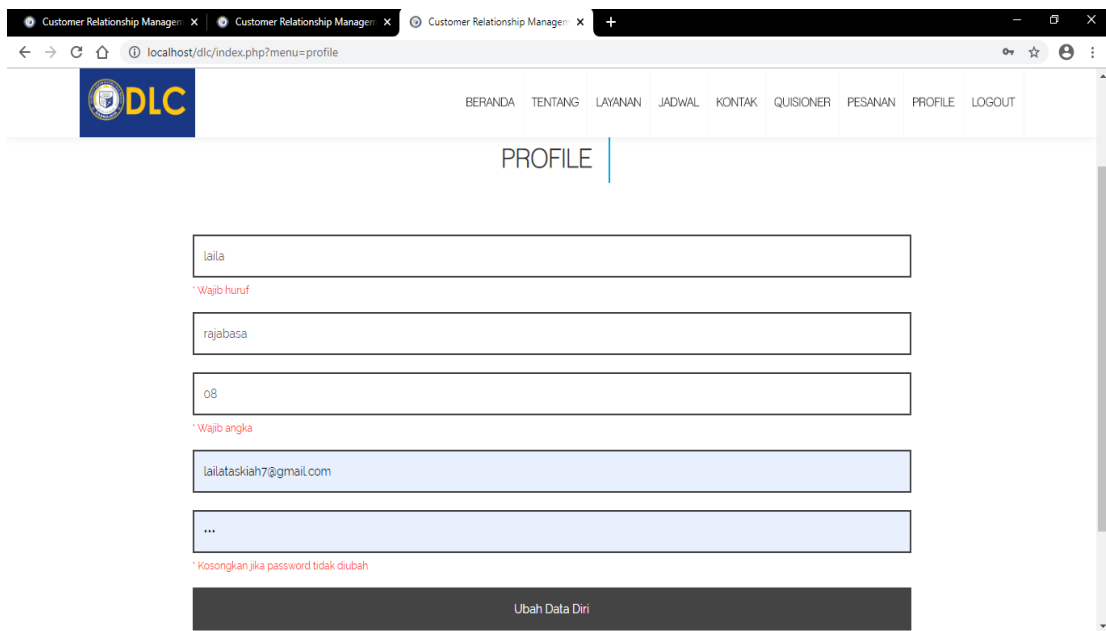 Customer Relationship Managem Customer Relationship Managem Customer Relationship Managem
localhost/dlc/index.php?menu=profile
DLC BERANDA TENTANG LAYANAN JADWAL KONTAK QUISIONER PESANAN PROFILE LOGOUT
PROFILE
laila
* Wajib huruf
rajabasa
08
* Wajib angka
lailataskiah7@gmail.com
•••
* Kosongkan jika password tidak diubah
Ubah Data Diri